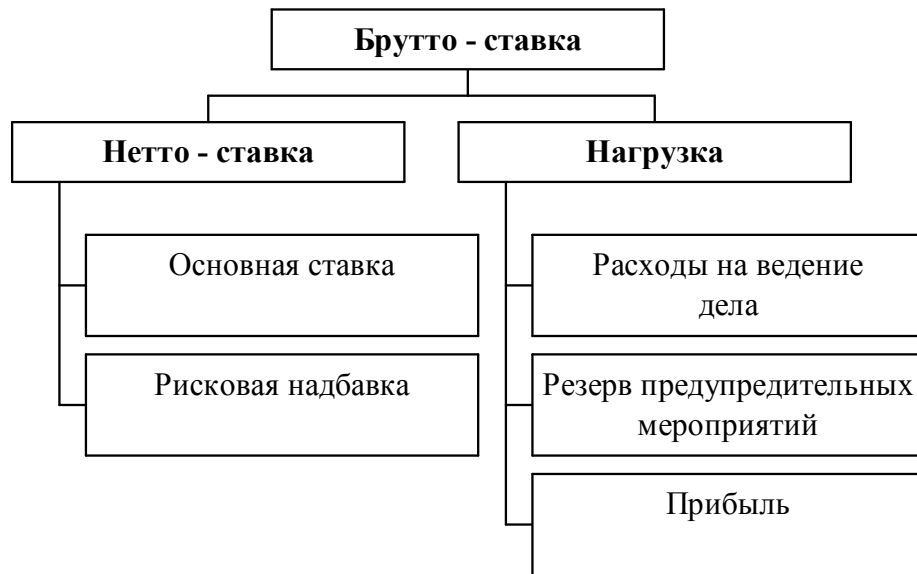 Брутто - ставка
Нетто - ставка
Нагрузка
Основная ставка
Рисковая надбавка
Расходы на ведение
дела
Резерв предупредительных
мероприятий
Прибыль